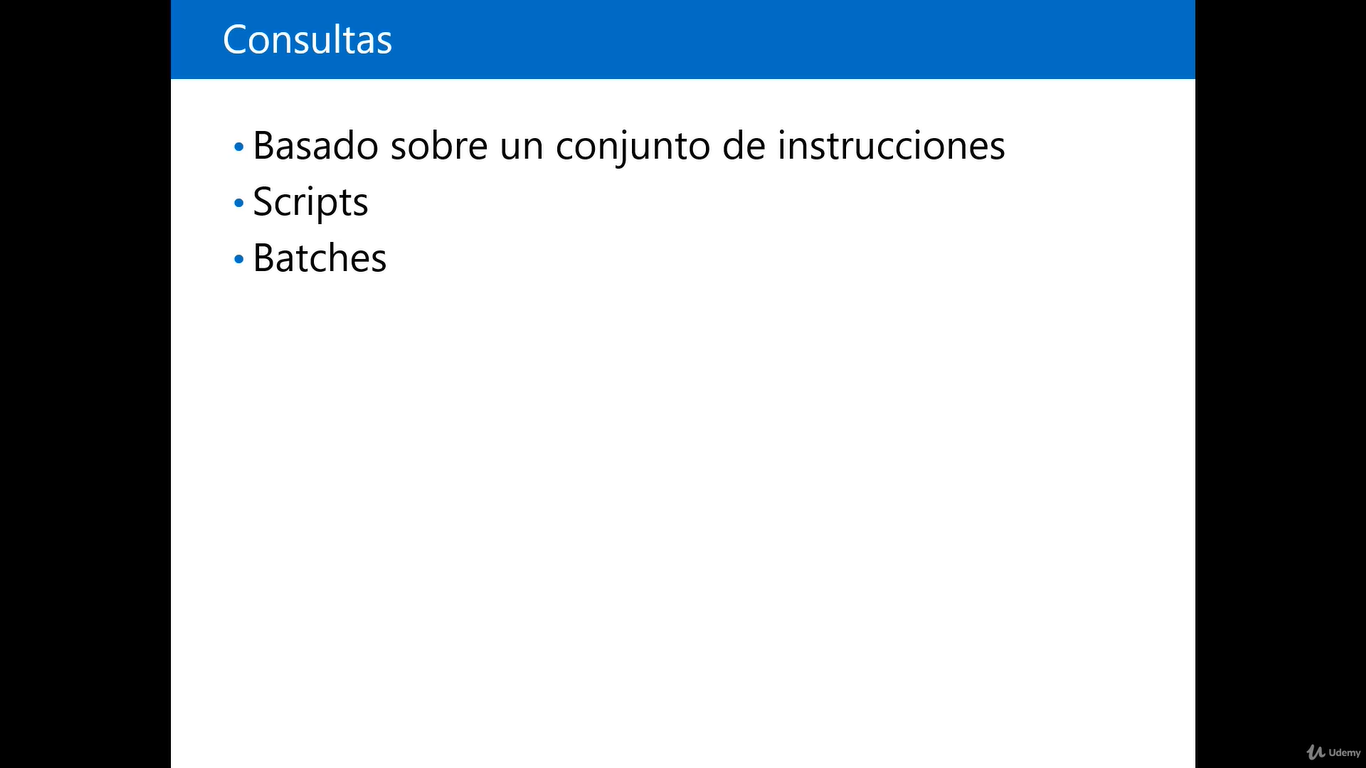 Consultas
• Basado sobre un conjunto de instrucciones
• Scripts
• Batches
Udemy